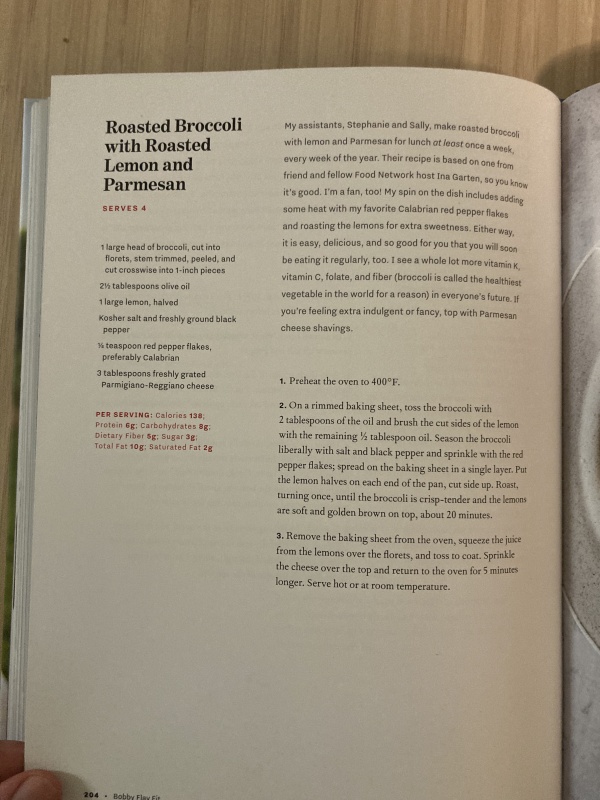 Roasted Broccoli
with Roasted
Lemon and
Parmesan
SERVES 4
1 large head of broccoli, cut into
florets, stem trimmed, peeled, and
cut crosswise into 1-inch pieces
2½ tablespoons olive oil
1 large lemon, halved
Kosher salt and freshly ground black
pepper
teaspoon red pepper flakes,
preferably Calabrian
3 tablespoons freshly grated
Parmigiano-Reggiano cheese
PER SERVING: Calories 138;
Protein 6g; Carbohydrates 8g;
Dietary Fiber 5g; Sugar 3g;
Total Fat 10g; Saturated Fat 2g
My assistants, Stephanie and Sally, make roasted broccoli
with lemon and Parmesan for lunch at least once a week,
every week of the year. Their recipe is based on one from
friend and fellow Food Network host Ina Garten, so you know
it's good. I'm a fan, too! My spin on the dish includes adding
some heat with my favorite Calabrian red pepper flakes
and roasting the lemons for extra sweetness. Either way,
it is easy, delicious, and so good for you that you will soon
be eating it regularly, too. I see a whole lot more vitamin K,
vitamin C, folate, and fiber (broccoli is called the healthiest
vegetable in the world for a reason) in everyone's future. If
you're feeling extra indulgent or fancy, top with Parmesan
cheese shavings.
1. Preheat the oven to 400°F.
2. On a rimmed baking sheet, toss the broccoli with
2 tablespoons of the oil and brush the cut sides of the lemon
with the remaining ½ tablespoon oil. Season the broccoli
liberally with salt and black pepper and sprinkle with the red
pepper flakes; spread on the baking sheet in a single layer. Put
the lemon halves on each end of the pan, cut side up. Roast,
turning once, until the broccoli is crisp-tender and the lemons
are soft and golden brown on top, about 20 minutes.
3. Remove the baking sheet from the oven, squeeze the juice
from the lemons over the florets, and toss to coat. Sprinkle
the cheese over the top and return to the oven for 5 minutes
longer. Serve hot or at room temperature.
204 • Bobby Flay Fit